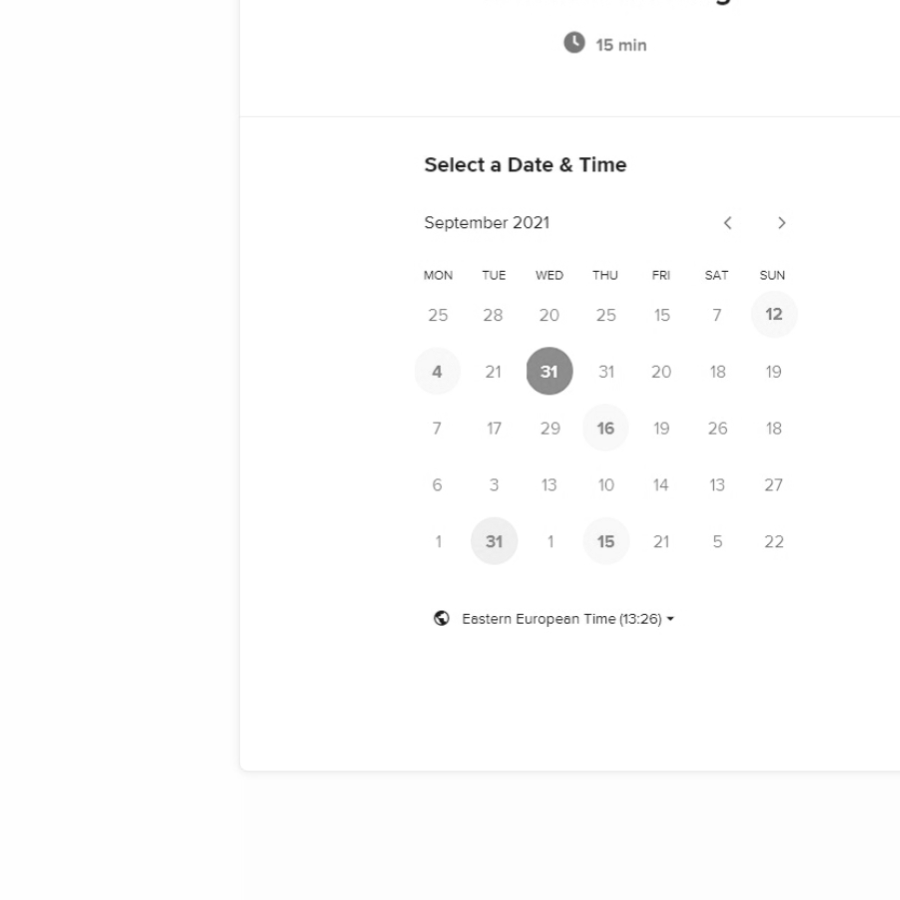 15 min
Select a Date & Time
September 2021
MON TUE WED THU FRI SAT SUN
25 28 20 25 15 7 12
4 21 31 31 20 18 19
7 17 29 16 19 26 18
6 3 13 10 14 13 27
1 31 1 15 21 5 22
Eastern European Time (13:26)